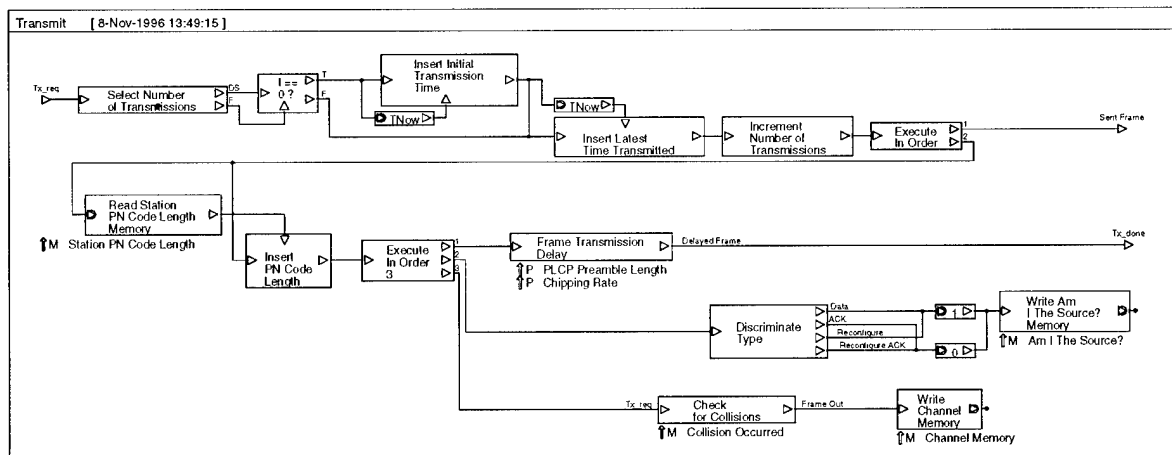 Transmit [ 8-Nov-1996 13:49:15 ]
Tx_req
Select Number
of Transmissions
DS
F
I ==
0 ?
T
F
Insert Initial
Transmission
Time
TNow
TNow
Insert Latest
Time Transmitted
Increment
Number of
Transmissions
Execute
In Order
1
2
Sent Frame
Read Station
PN Code Length
Memory
M Station PN Code Length
Insert
PN Code
Length
Execute
In Order
3
1
2
3
Frame Transmission
Delay
P PLCP Preamble Length
P Chipping Rate
Delayed Frame
Tx_done
Discriminate
Type
Data
ACK
Reconfigure
Reconfigure ACK
1
0
Write Am
I The Source?
Memory
M Am I The Source?
Tx_req
Check
for Collisions
M Collision Occurred
Frame Out
Write
Channel
Memory
M Channel Memory